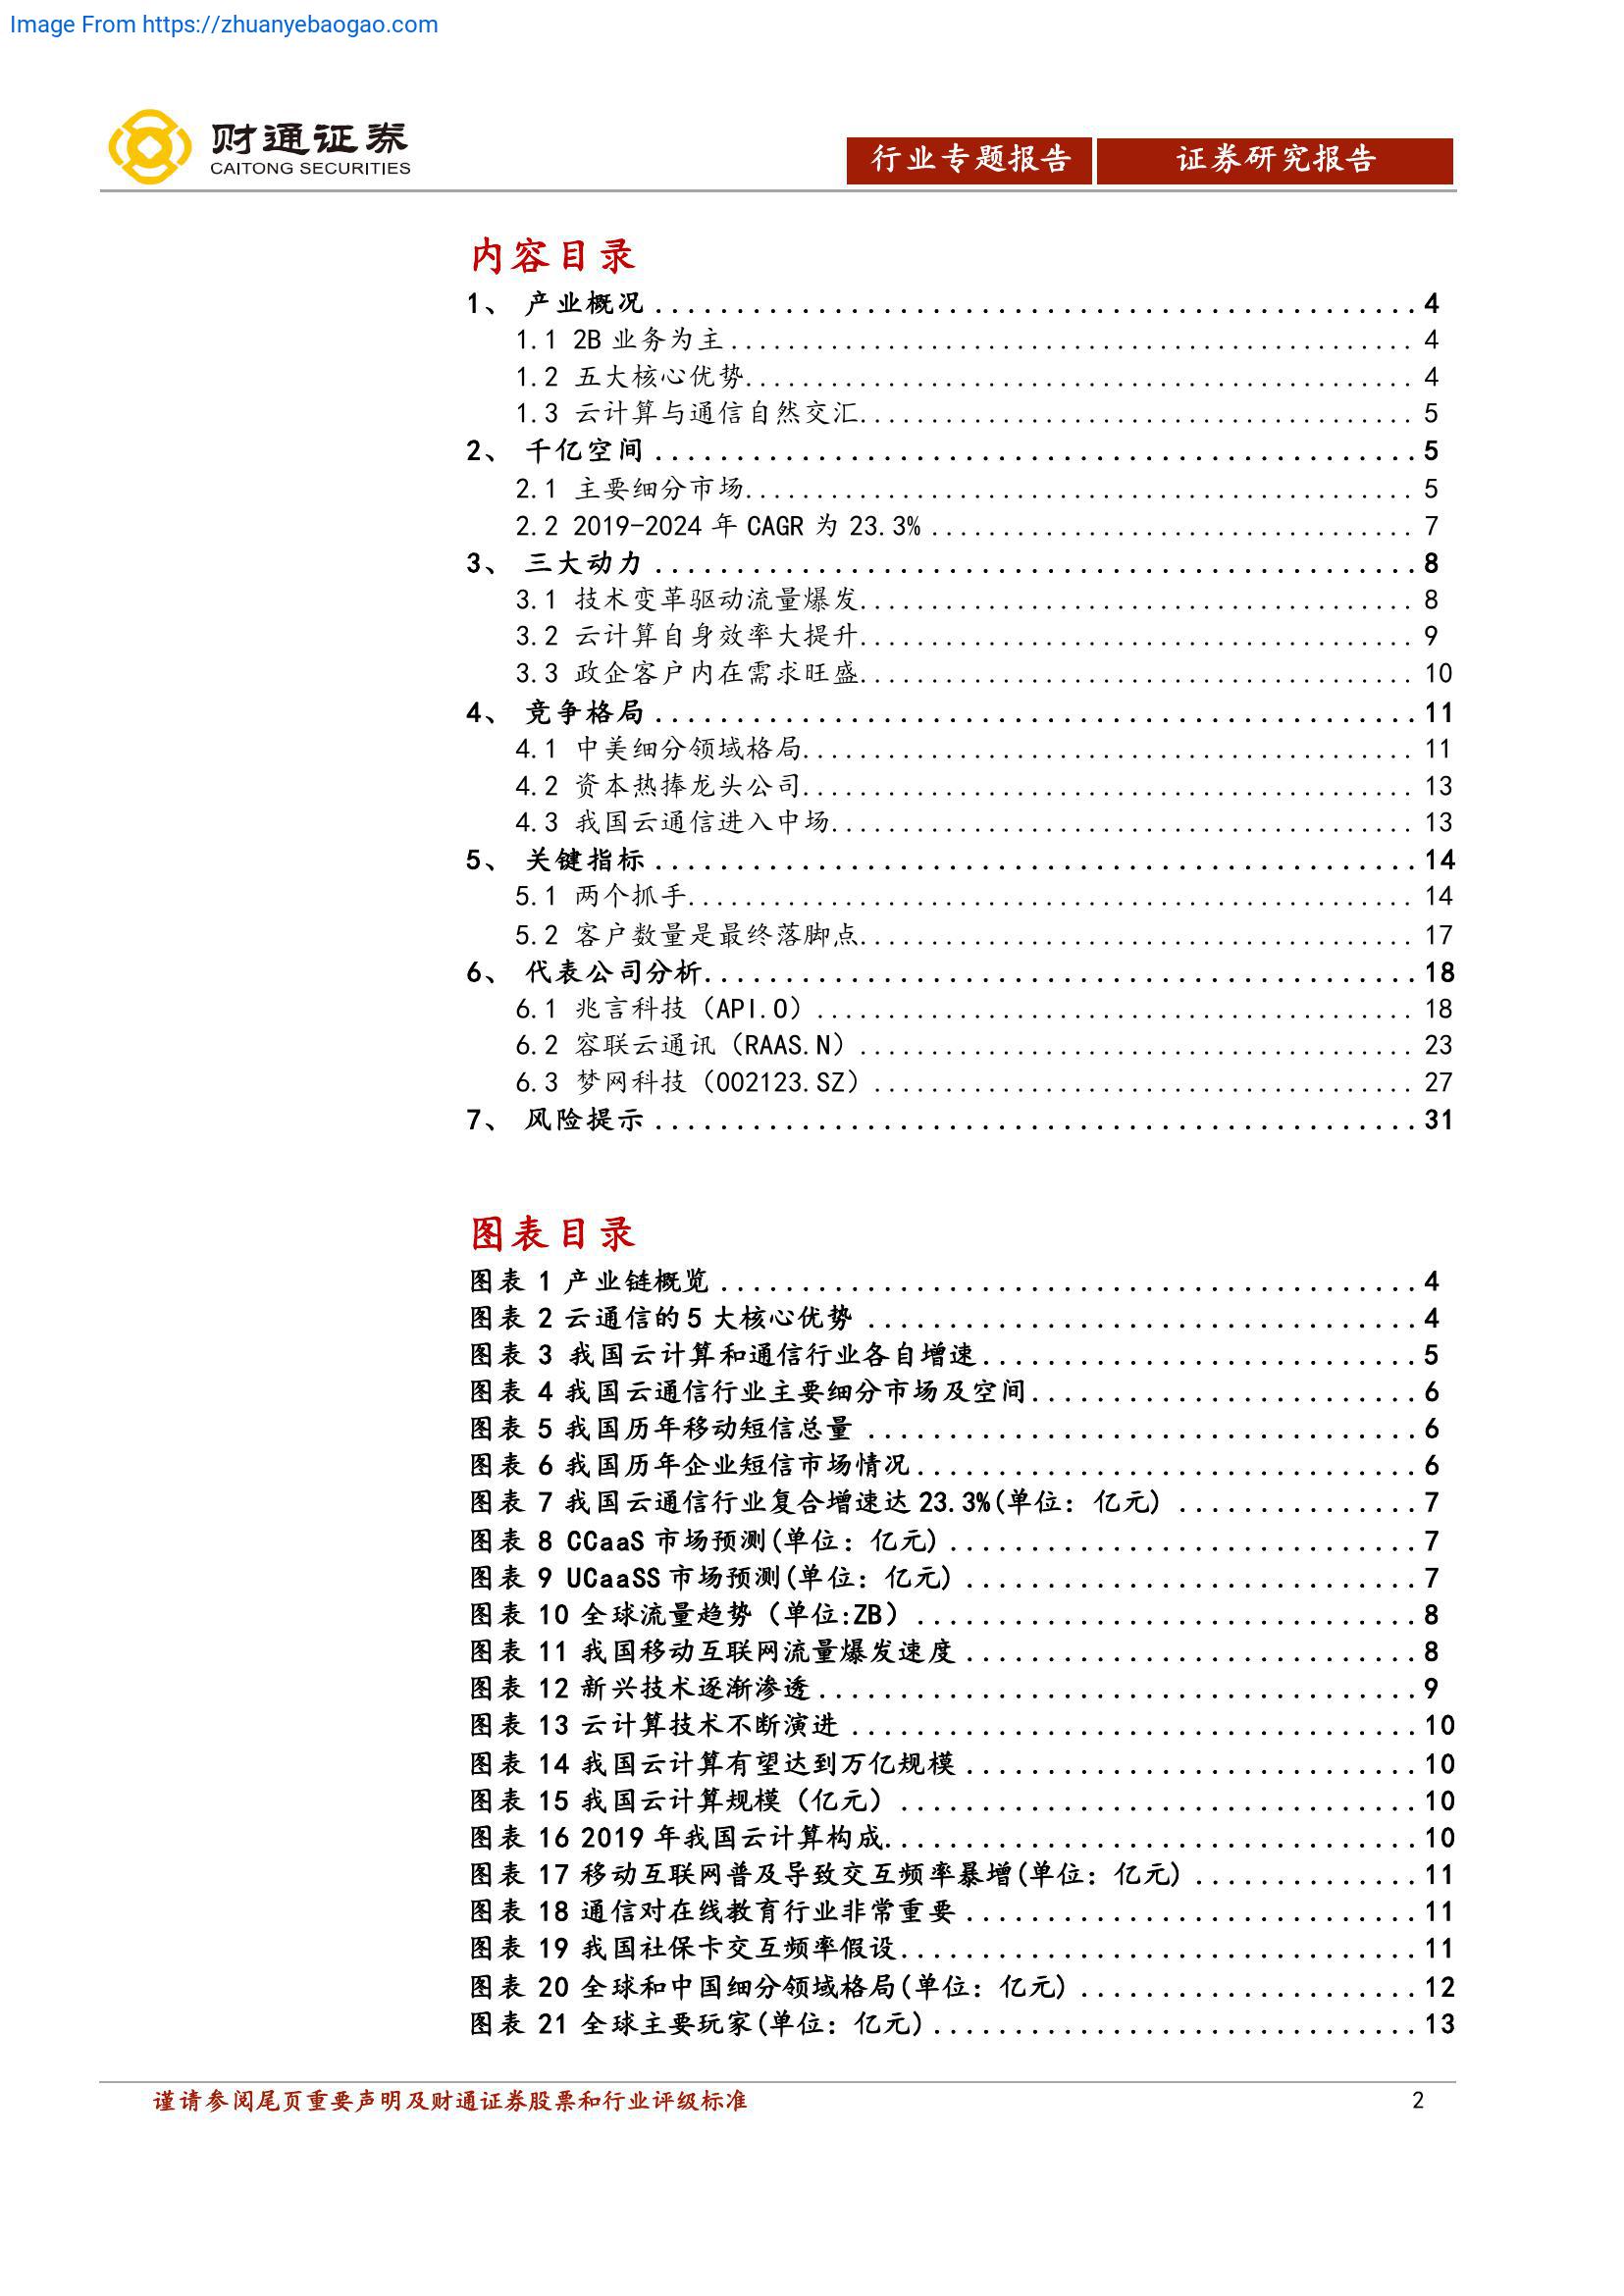 Image From https://zhuanyebaogao.com
财通证券
CAITONG SECURITIES
行业专题报告 证券研究报告
内容目录
1、 产业概况 ............................................... 4
1.1 2B 业务为主 ............................................... 4
1.2 五大核心优势 ............................................... 4
1.3 云计算与通信自然交汇 ....................................... 5
2、 千亿空间 ............................................... 5
2.1 主要细分市场 ............................................... 5
2.2 2019-2024 年 CAGR 为 23.3% .................................. 7
3、 三大动力 ............................................... 8
3.1 技术变革驱动流量爆发 ....................................... 8
3.2 云计算自身效率大提升 ....................................... 9
3.3 政企客户内在需求旺盛 ....................................... 10
4、 竞争格局 ............................................... 11
4.1 中美细分领域格局 ........................................... 11
4.2 资本热捧龙头公司 ........................................... 13
4.3 我国云通信进入中场 ......................................... 13
5、 关键指标 ............................................... 14
5.1 两个抓手 ................................................... 14
5.2 客户数量是最终落脚点 ....................................... 17
6、 代表公司分析 ............................................ 18
6.1 兆言科技（API.O） .......................................... 18
6.2 容联云通讯（RAAS.N） ....................................... 23
6.3 梦网科技（002123.SZ） ...................................... 27
7、 风险提示 ............................................... 31
图表目录
图表 1 产业链概览 ........................................... 4
图表 2 云通信的 5 大核心优势 .................................. 4
图表 3 我国云计算和通信行业各自增速 ........................... 5
图表 4 我国云通信行业主要细分市场及空间 ........................ 6
图表 5 我国历年移动短信总量 .................................. 6
图表 6 我国历年企业短信市场情况 ............................... 6
图表 7 我国云通信行业复合增速达 23.3%(单位：亿元) ............... 7
图表 8 CCaaS 市场预测(单位：亿元) ............................. 7
图表 9 UCaaSS 市场预测(单位：亿元) ............................ 7
图表 10 全球流量趋势（单位:ZB） ............................... 8
图表 11 我国移动互联网流量爆发速度 ............................ 8
图表 12 新兴技术逐渐渗透 ..................................... 9
图表 13 云计算技术不断演进 ................................... 10
图表 14 我国云计算有望达到万亿规模 ............................ 10
图表 15 我国云计算规模（亿元） ................................ 10
图表 16 2019 年我国云计算构成 ................................. 10
图表 17 移动互联网普及导致交互频率暴增(单位：亿元) .............. 11
图表 18 通信对在线教育行业非常重要 ............................ 11
图表 19 我国社保卡交互频率假设 ................................ 11
图表 20 全球和中国细分领域格局(单位：亿元) ..................... 12
图表 21 全球主要玩家(单位：亿元) .............................. 13
谨请参阅尾页重要声明及财通证券股票和行业评级标准 2